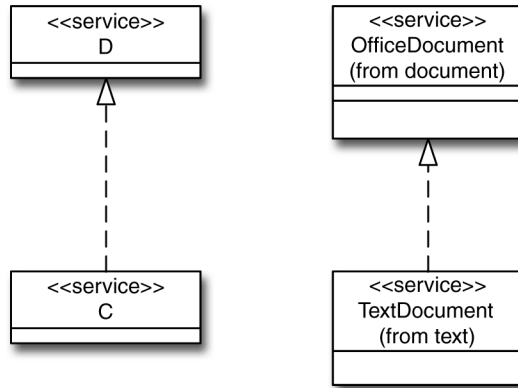 <<service>>
D
<<service>>
OfficeDocument
(from document)
<<service>>
C
<<service>>
TextDocument
(from text)